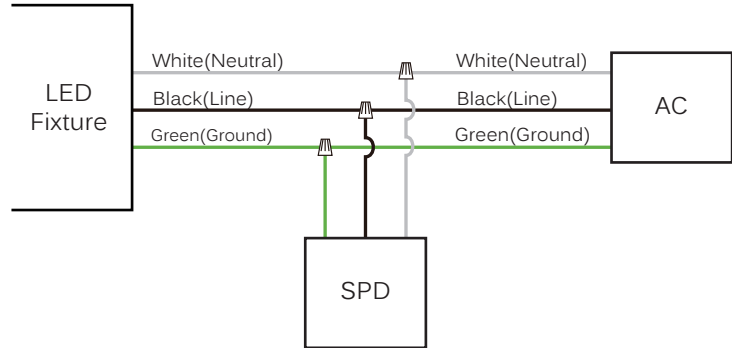 LED
Fixture
White(Neutral)
Black(Line)
Green(Ground)
White(Neutral)
Black(Line)
Green(Ground)
AC
SPD